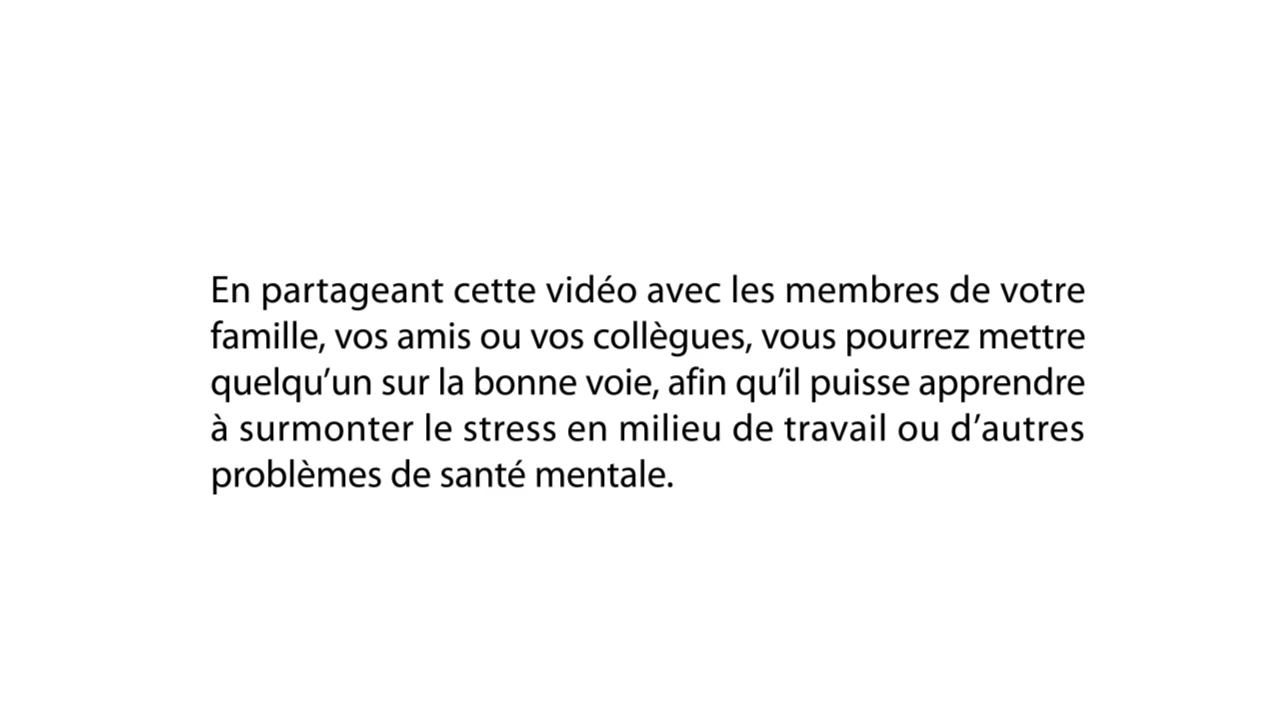 En partageant cette vidéo avec les membres de votre
famille, vos amis ou vos collègues, vous pourrez mettre
quelqu’un sur la bonne voie, afin qu’il puisse apprendre
à surmonter le stress en milieu de travail ou d’autres
problèmes de santé mentale.